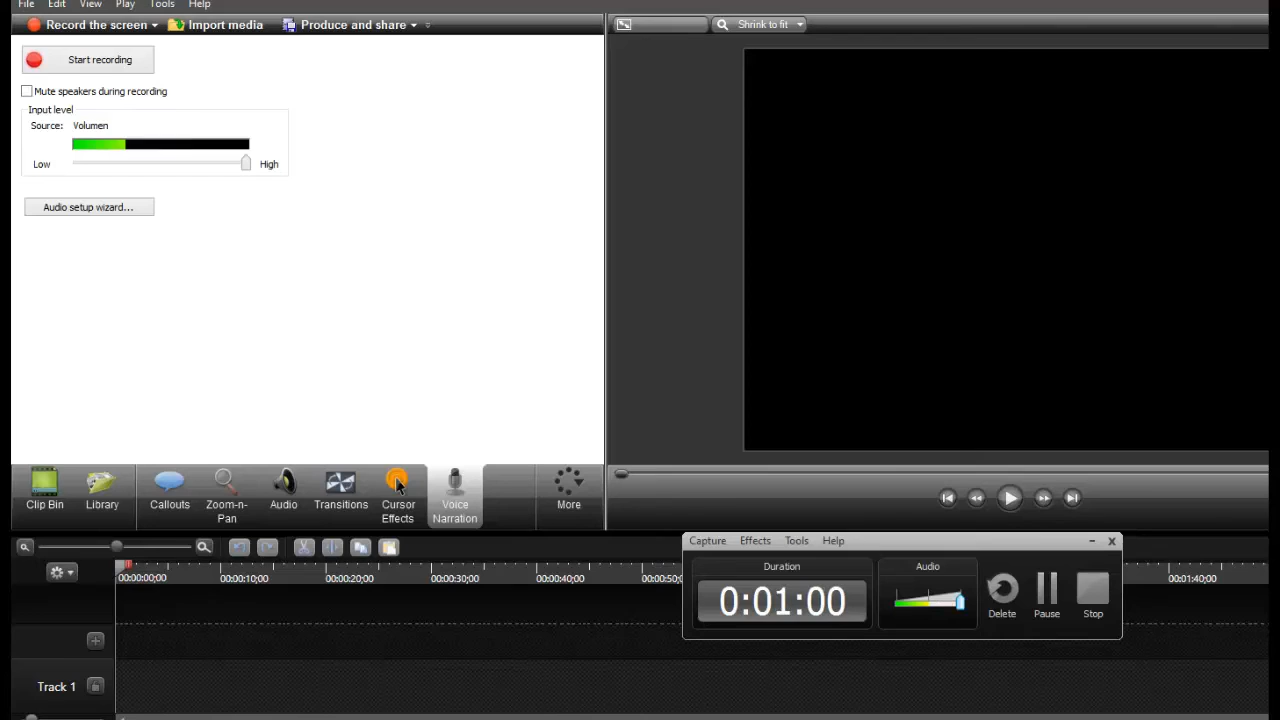 File Edit View Play Tools Help
Record the screen Import media Produce and share
Shrink to fit
Start recording
Mute speakers during recording
Input level
Source: Volumen
Low High
Audio setup wizard...
Clip Bin Library Callouts Zoom-n-Pan Audio Transitions Cursor Effects Voice Narration More
Capture Effects Tools Help
Duration Audio
0:01:00
Delete Pause Stop
00:00:00;00 00:00:10;00 00:00:20;00 00:00:30;00 00:00:40;00 00:00:50;0 00:01:40;00
Track 1